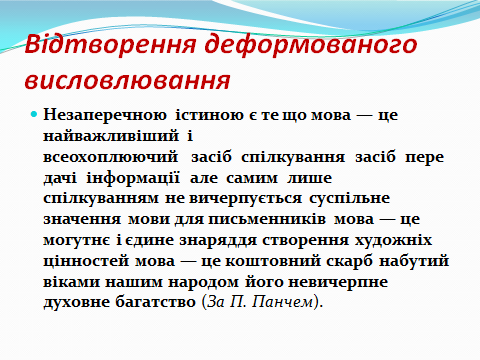 Відтворення деформованого
висловлювання
Незаперечною істиною є те що мова — це
найважливіший і
всеохоплюючий засіб спілкування засіб пере
дачі інформації але самим лише
спілкуванням не вичерпується суспільне
значення мови для письменників мова — це
могутнє і єдине знаряддя створення художніх
цінностей мова — це коштовний скарб набутий
віками нашим народом його невичерпне
духовне багатство (За П. Панчем).